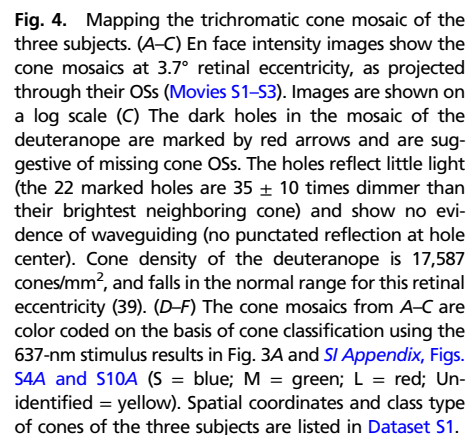 Fig. 4. Mapping the trichromatic cone mosaic of the
three subjects. (A–C) En face intensity images show the
cone mosaics at 3.7° retinal eccentricity, as projected
through their OSs (Movies S1–S3). Images are shown on
a log scale (C) The dark holes in the mosaic of the
deuteranope are marked by red arrows and are sug-
gestive of missing cone OSs. The holes reflect little light
(the 22 marked holes are 35 ± 10 times dimmer than
their brightest neighboring cone) and show no evi-
dence of waveguiding (no punctated reflection at hole
center). Cone density of the deuteranope is 17,587
cones/mm², and falls in the normal range for this retinal
eccentricity (39). (D–F) The cone mosaics from A–C are
color coded on the basis of cone classification using the
637-nm stimulus results in Fig. 3A and SI Appendix, Figs.
S4A and S10A (S = blue; M = green; L = red; Un-
identified = yellow). Spatial coordinates and class type
of cones of the three subjects are listed in Dataset S1.